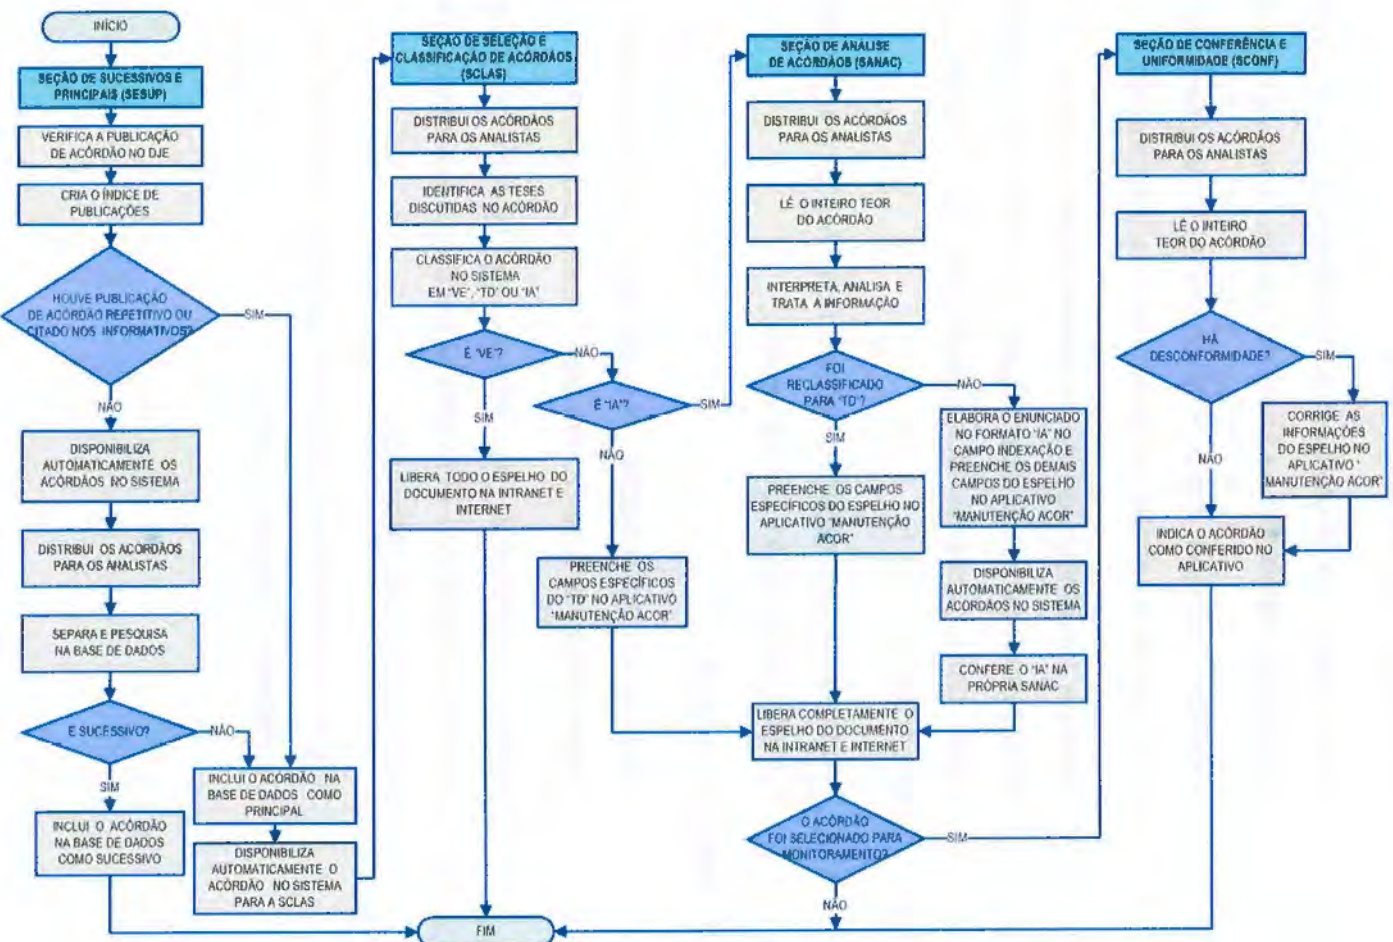 INÍCIO
SEÇÃO DE SUCESSIVOS E
PRINCIPAIS (SESUP)
VERIFICA A PUBLICAÇÃO
DE ACÓRDÃO NO DJE
CRIA O ÍNDICE DE
PUBLICAÇÕES
HOUVE PUBLICAÇÃO
DE ACÓRDÃO REPETITIVO OU
CITADO NOS INFORMATIVOS?
SIM
NÃO
DISPONIBILIZA
AUTOMATICAMENTE OS
ACÓRDÃOS NO SISTEMA
DISTRIBUI OS ACÓRDÃOS
PARA OS ANALISTAS
SEPARA E PESQUISA
NA BASE DE DADOS
É SUCESSIVO?
NÃO
SIM
INCLUI O ACÓRDÃO
NA BASE DE DADOS
COMO SUCESSIVO
INCLUI O ACÓRDÃO NA
BASE DE DADOS COMO
PRINCIPAL
DISPONIBILIZA
AUTOMATICAMENTE O
ACÓRDÃO NO SISTEMA
PARA A SCLAS
SEÇÃO DE SELEÇÃO E
CLASSIFICAÇÃO DE ACÓRDÃOS
(SCLAS)
DISTRIBUI OS ACÓRDÃOS
PARA OS ANALISTAS
IDENTIFICA AS TESES
DISCUTIDAS NO ACÓRDÃO
CLASSIFICA O ACÓRDÃO
NO SISTEMA
EM "VE", "TD" OU "IA"
É "VE"?
NÃO
SIM
LIBERA TODO O ESPELHO DO
DOCUMENTO NA INTRANET E
INTERNET
É "IA"?
SIM
NÃO
PREENCHE OS
CAMPOS ESPECÍFICOS
DO "TD" NO APLICATIVO
"MANUTENÇÃO ACOR"
SEÇÃO DE ANÁLISE
DE ACÓRDÃOS (SANAC)
DISTRIBUI OS ACÓRDÃOS
PARA OS ANALISTAS
LÊ O INTEIRO TEOR
DO ACÓRDÃO
INTERPRETA, ANALISA E
TRATA A INFORMAÇÃO
FOI
RECLASSIFICADO
PARA "TD"?
NÃO
SIM
PREENCHE OS CAMPOS
ESPECÍFICOS DO ESPELHO NO
APLICATIVO "MANUTENÇÃO
ACOR"
ELABORA O ENUNCIADO
NO FORMATO "IA" NO
CAMPO INDEXAÇÃO E
PREENCHE OS DEMAIS
CAMPOS DO ESPELHO
NO APLICATIVO
"MANUTENÇÃO ACOR"
DISPONIBILIZA
AUTOMATICAMENTE OS
ACÓRDÃOS NO SISTEMA
CONFERE O "IA" NA
PRÓPRIA SANAC
LIBERA COMPLETAMENTE O
ESPELHO DO DOCUMENTO
NA INTRANET E INTERNET
O ACÓRDÃO
FOI SELECIONADO PARA
MONITORAMENTO?
SIM
NÃO
SEÇÃO DE CONFERÊNCIA E
UNIFORMIDADE (SCONF)
DISTRIBUI OS ACÓRDÃOS
PARA OS ANALISTAS
LÊ O INTEIRO
TEOR DO ACÓRDÃO
HÁ
DESCONFORMIDADE?
SIM
NÃO
CORRIGE AS
INFORMAÇÕES
DO ESPELHO NO
APLICATIVO "
MANUTENÇÃO ACOR"
INDICA O ACÓRDÃO
COMO CONFERIDO NO
APLICATIVO
FIM